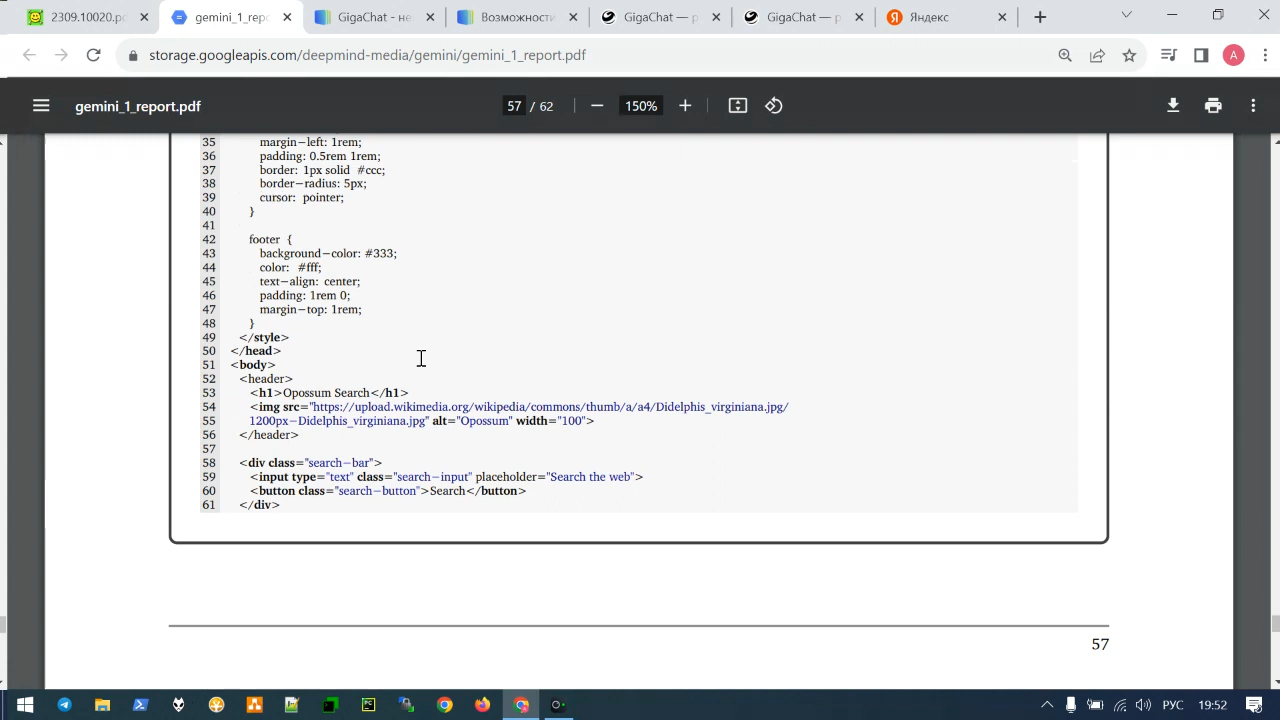 2309.10020.pdf
gemini_1_rep
GigaChat - не
Возможности
GigaChat — р
GigaChat — р
Яндекс
storage.googleapis.com/deepmind-media/gemini/gemini_1_report.pdf
A
gemini_1_report.pdf
57 / 62
150%
35 margin-left: 1rem;
36 padding: 0.5rem 1rem;
37 border: 1px solid #ccc;
38 border-radius: 5px;
39 cursor: pointer;
40 }
41
42 footer {
43 background-color: #333;
44 color: #fff;
45 text-align: center;
46 padding: 1rem 0;
47 margin-top: 1rem;
48 }
49 </style>
50 </head>
51 <body>
52 <header>
53 <h1>Opossum Search</h1>
54 <img src="https://upload.wikimedia.org/wikipedia/commons/thumb/a/a4/Didelphis_virginiana.jpg/
55 1200px-Didelphis_virginiana.jpg" alt="Opossum" width="100">
56 </header>
57
58 <div class="search-bar">
59 <input type="text" class="search-input" placeholder="Search the web">
60 <button class="search-button">Search</button>
61 </div>
57
РУС
19:52